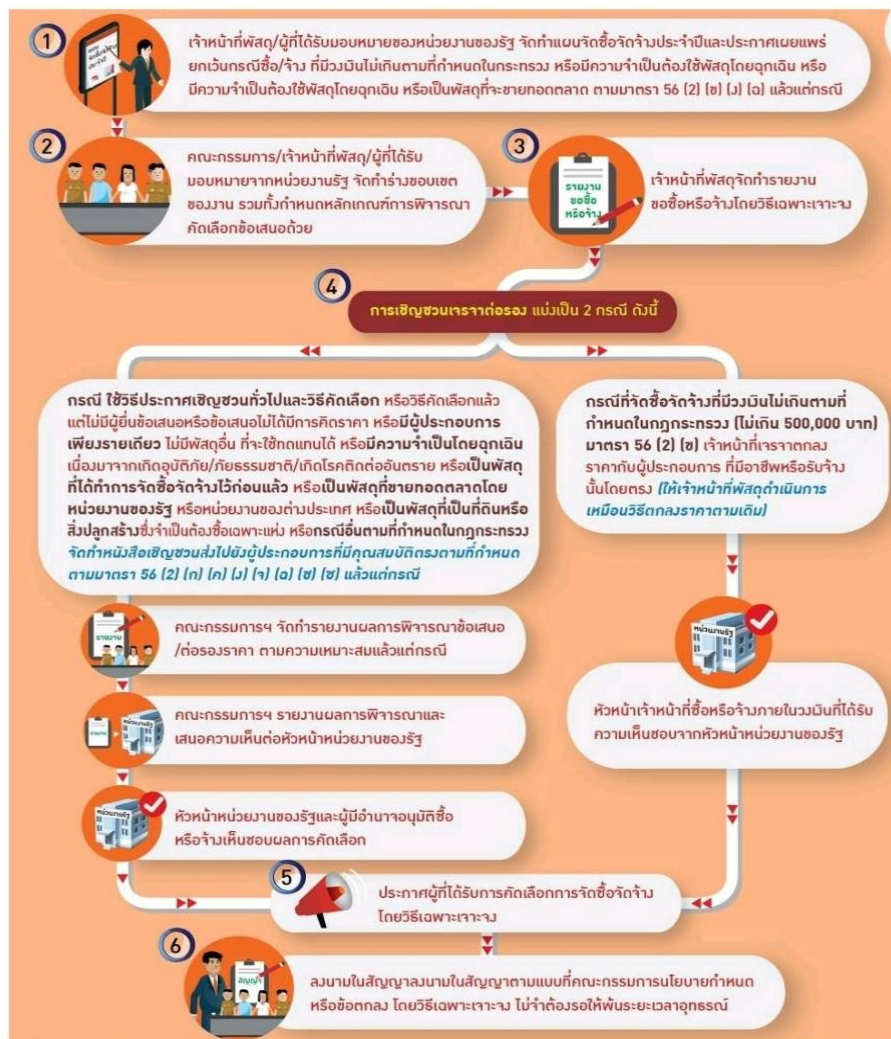 1
เจ้าหน้าที่พัสดุ/ผู้ที่ได้รับมอบหมายของหน่วยงานของรัฐ จัดทำแผนจัดซื้อจัดจ้างประจำปีและประกาศเผยแพร่
ยกเว้นกรณีซื้อ/จ้าง ที่มีวงเงินไม่เกินตามที่กำหนดในกระทรวง หรือมีความจำเป็นต้องใช้พัสดุโดยฉุกเฉิน หรือ
มีความจำเป็นต้องใช้พัสดุโดยฉุกเฉิน หรือเป็นพัสดุที่จะขายทอดตลาด ตามมาตรา 56 (2) (ข) (ง) (ฉ) แล้วแต่กรณี
2
คณะกรรมการ/เจ้าหน้าที่พัสดุ/ผู้ที่ได้รับ
มอบหมายจากหน่วยงานรัฐ จัดทำร่างขอบเขต
ของงาน รวมทั้งกำหนดหลักเกณฑ์การพิจารณา
คัดเลือกข้อเสนอด้วย
3
รายงาน
ขอซื้อ
หรือจ้าง
เจ้าหน้าที่พัสดุจัดทำรายงาน
ขอซื้อหรือจ้างโดยวิธีเฉพาะเจาะจง
4
การเชิญชวนเจรจาต่อรอง แบ่งเป็น 2 กรณี ดังนี้
กรณี ใช้วิธีประกาศเชิญชวนทั่วไปและวิธีคัดเลือก หรือวิธีคัดเลือกแล้ว
แต่ไม่มีผู้ยื่นข้อเสนอหรือข้อเสนอไม่ได้มีการคิดราคา หรือมีผู้ประกอบการ
เพียงรายเดียว ไม่มีพัสดุอื่น ที่จะใช้ทดแทนได้ หรือมีความจำเป็นโดยฉุกเฉิน
เนื่องมาจากเกิดอุบัติภัย/ภัยธรรมชาติ/เกิดโรคติดต่ออันตราย หรือเป็นพัสดุ
ที่ได้ทำการจัดซื้อจัดจ้างไว้ก่อนแล้ว หรือเป็นพัสดุที่ขายทอดตลาดโดย
หน่วยงานของรัฐ หรือหน่วยงานของต่างประเทศ หรือเป็นพัสดุที่เป็นที่ดินหรือ
สิ่งปลูกสร้างซึ่งจำเป็นต้องซื้อเฉพาะแห่ง หรือกรณีอื่นตามที่กำหนดในกฎกระทรวง
จัดทำหนังสือเชิญชวนส่งไปยังผู้ประกอบการที่มีคุณสมบัติตรงตามที่กำหนด
ตามมาตรา 56 (2) (ก) (ค) (ง) (จ) (ฉ) (ช) (ซ) แล้วแต่กรณี
กรณีที่จัดซื้อจัดจ้างที่มีวงเงินไม่เกินตามที่
กำหนดในกฎกระทรวง (ไม่เกิน 500,000 บาท)
มาตรา 56 (2) (ข) เจ้าหน้าที่เจรจาตกลง
ราคากับผู้ประกอบการ ที่มีอาชีพหรือรับจ้าง
นั้นโดยตรง (ให้เจ้าหน้าที่พัสดุดำเนินการ
เหมือนวิธีตกลงราคาตามเดิม)
รายงาน
คณะกรรมการฯ จัดทำรายงานผลการพิจารณาข้อเสนอ
/ต่อรองราคา ตามความเหมาะสมแล้วแต่กรณี
หน่วยงานรัฐ
คณะกรรมการฯ รายงานผลการพิจารณาและ
เสนอความเห็นต่อหัวหน้าหน่วยงานของรัฐ
หน่วยงานรัฐ
หัวหน้าเจ้าหน้าที่ซื้อหรือจ้างภายในวงเงินที่ได้รับ
ความเห็นชอบจากหัวหน้าหน่วยงานของรัฐ
หน่วยงานรัฐ
หัวหน้าหน่วยงานของรัฐและผู้มีอำนาจอนุมัติซื้อ
หรือจ้างเห็นชอบผลการคัดเลือก
5
ประกาศผู้ที่ได้รับการคัดเลือกการจัดซื้อจัดจ้าง
โดยวิธีเฉพาะเจาะจง
6
สัญญา
ลงนามในสัญญาลงนามในสัญญาตามแบบที่คณะกรรมการนโยบายกำหนด
หรือข้อตกลง โดยวิธีเฉพาะเจาะจง ไม่จำต้องรอให้พ้นระยะเวลาอุทธรณ์